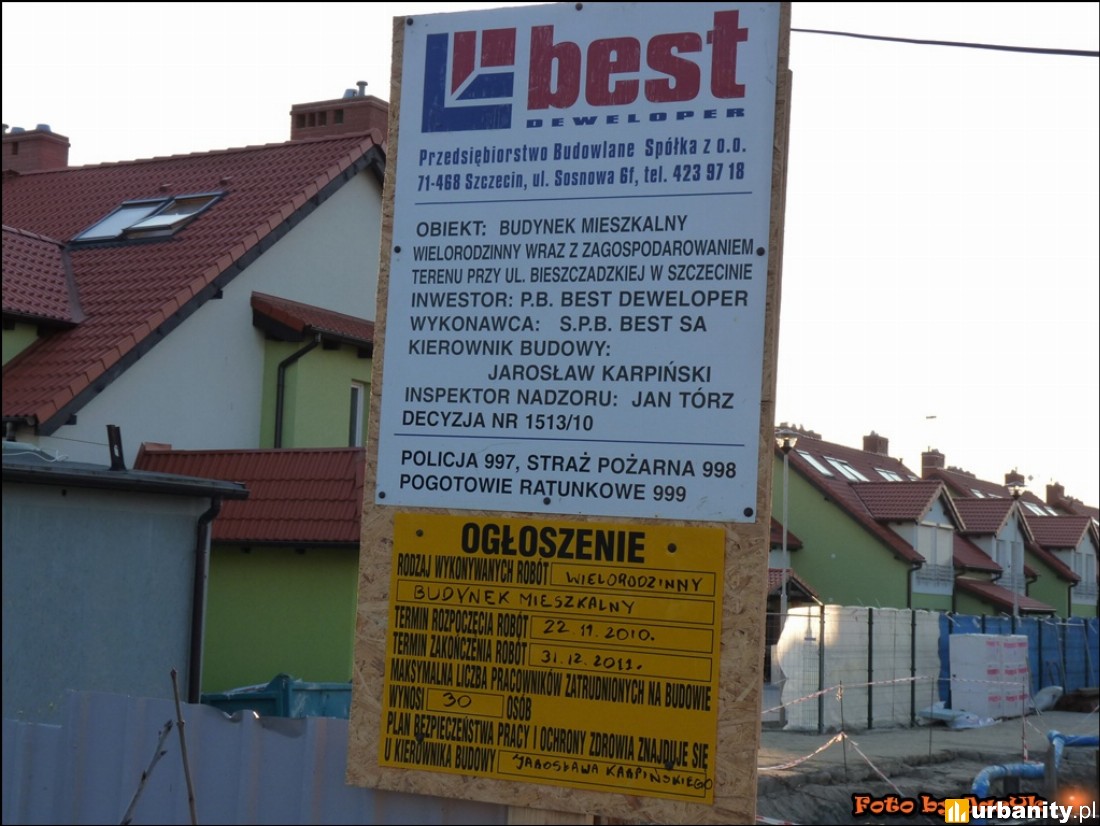 best
DEWELOPER
Przedsiębiorstwo Budowlane Spółka z o.o.
71-468 Szczecin, ul. Sosnowa 6f, tel. 423 97 18
OBIEKT: BUDYNEK MIESZKALNY
WIELORODZINNY WRAZ Z ZAGOSPODAROWANIEM
TERENU PRZY UL. BIESZCZADZKIEJ W SZCZECINIE
INWESTOR: P.B. BEST DEWELOPER
WYKONAWCA: S.P.B. BEST SA
KIEROWNIK BUDOWY:
JAROSŁAW KARPIŃSKI
INSPEKTOR NADZORU: JAN TÓRZ
DECYZJA NR 1513/10
POLICJA 997, STRAŻ POŻARNA 998
POGOTOWIE RATUNKOWE 999
OGŁOSZENIE
RODZAJ WYKONYWANYCH ROBÓT WIELORODZINNY
BUDYNEK MIESZKALNY
TERMIN ROZPOCZĘCIA ROBÓT 22.11.2010.
TERMIN ZAKOŃCZENIA ROBÓT 31.12.2011.
MAKSYMALNA LICZBA PRACOWNIKÓW ZATRUDNIONYCH NA BUDOWIE
WYNOSI 30 OSÓB
PLAN BEZPIECZEŃSTWA PRACY I OCHRONY ZDROWIA ZNAJDUJE SIĘ
U KIEROWNIKA BUDOWY JAROSŁAWA KARPIŃSKIEGO
Foto by
urbanity.pl